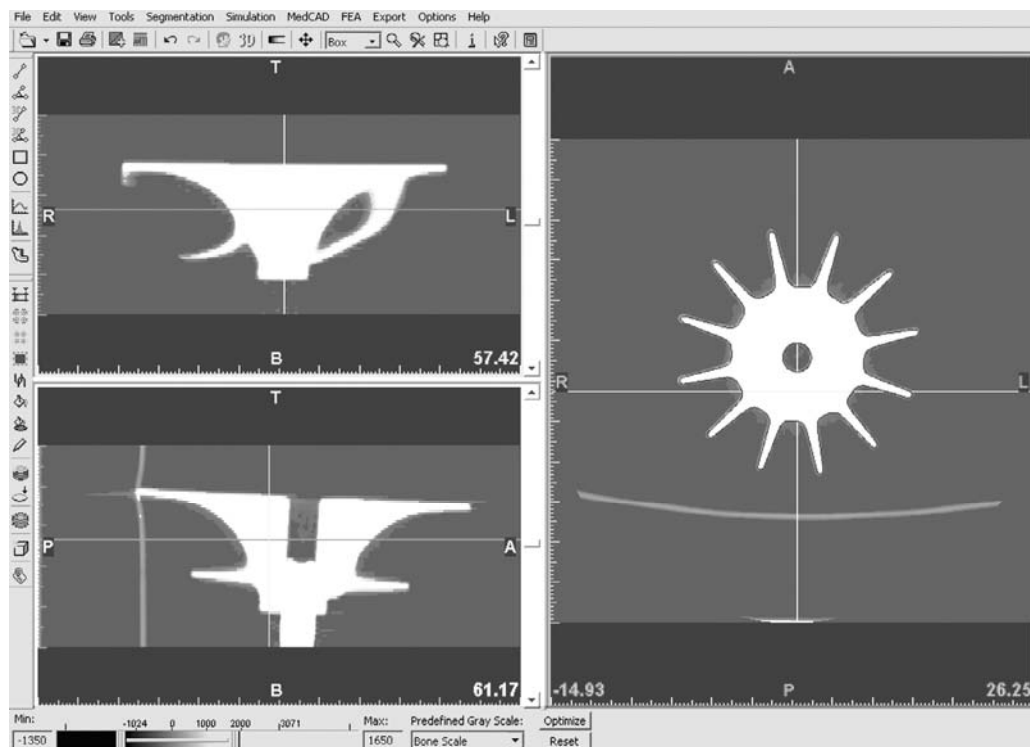 File Edit View Tools Segmentation Simulation MedCAD FEA Export Options Help
Box
T
R
L
B
57.42
T
P
A
B
61.17
A
R
L
-14.93
P
26.25
Min:
-1024 0 1000 2000 3071
Max:
Predefined Gray Scale:
Optimize
-1350
1650
Bone Scale
Reset